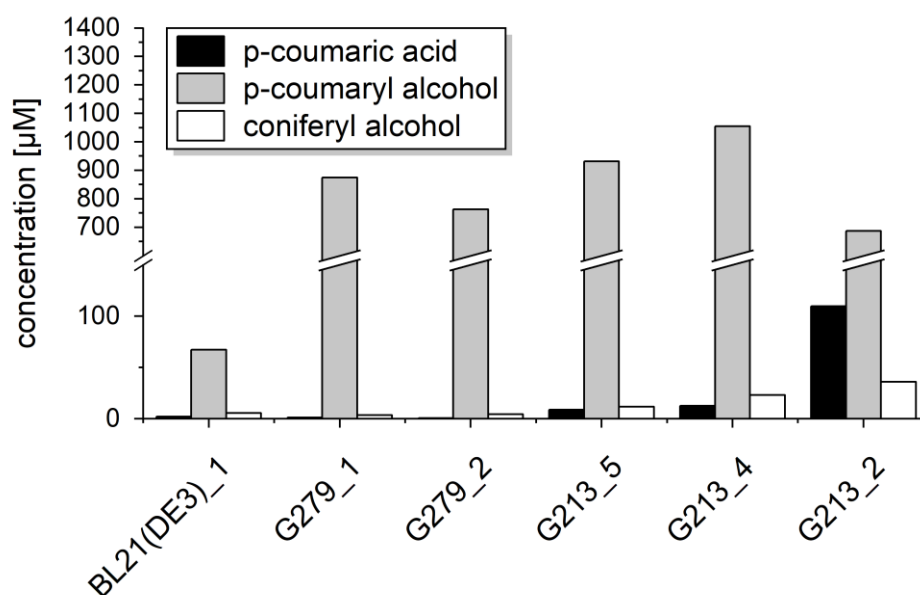 1400
1300
1200
1100
1000
900
800
700
100
0
concentration [µM]
p-coumaric acid
p-coumaryl alcohol
coniferyl alcohol
BL21(DE3)_1
G279_1
G279_2
G213_5
G213_4
G213_2